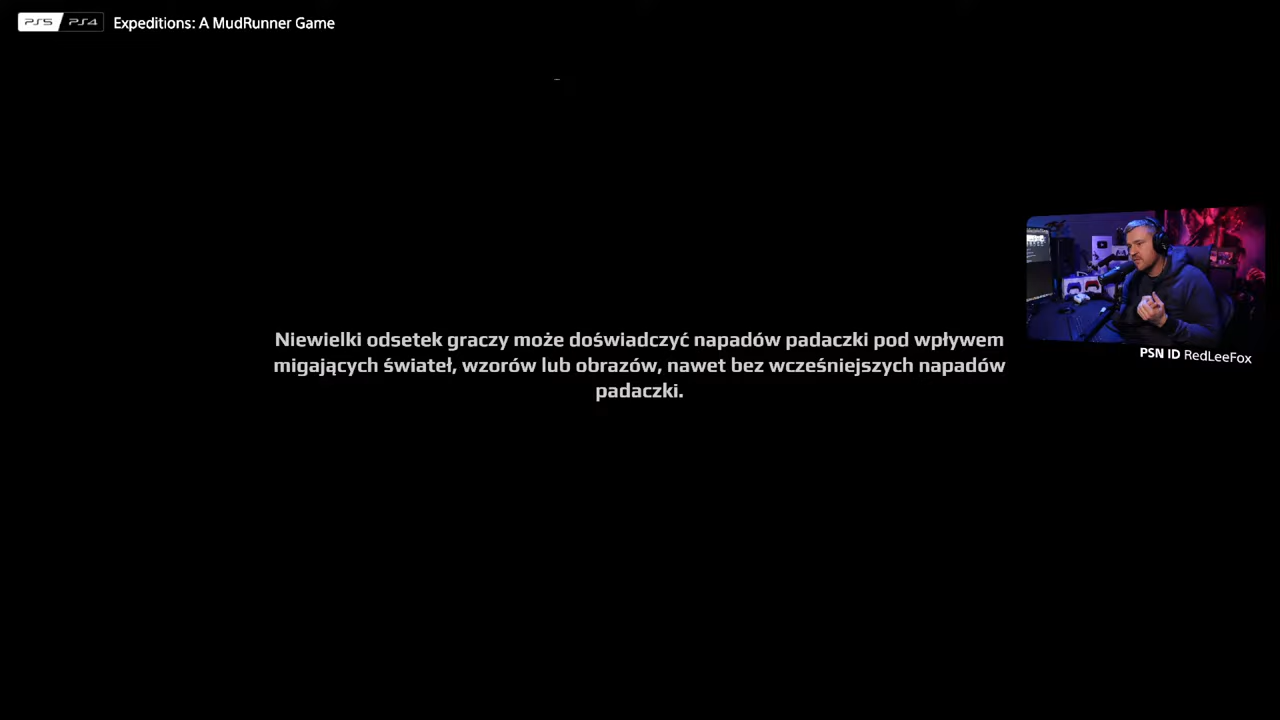 PS5 PS4 Expeditions: A MudRunner Game
Niewielki odsetek graczy może doświadczyć napadów padaczki pod wpływem
migających świateł, wzorów lub obrazów, nawet bez wcześniejszych napadów
padaczki.
PSN ID RedLeeFox